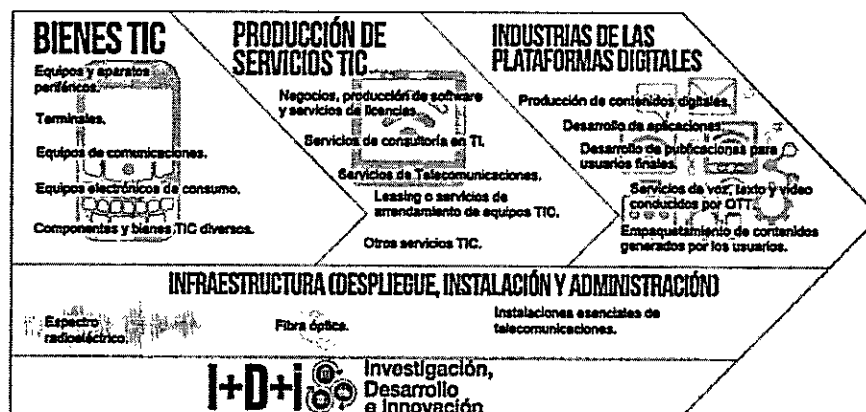 BIENES TIC
Equipos y aparatos
periféricos.
Terminales.
Equipos de comunicaciones.
Equipos electrónicos de consumo.
Componentes y bienes TIC diversos.
PRODUCCIÓN DE
SERVICIOS TIC
Negocios, producción de software
y servicios de licencias.
Servicios de consultoría en TI.
Servicios de Telecomunicaciones.
Leasing o servicios de
arrendamiento de equipos TIC.
Otros servicios TIC.
INDUSTRIAS DE LAS
PLATAFORMAS DIGITALES
Producción de contenidos digitales.
Desarrollo de aplicaciones.
Desarrollo de publicaciones para
usuarios finales.
Servicios de voz, texto y video
conducidos por OTT.
Empaquetamiento de contenidos
generados por los usuarios.
INFRAESTRUCTURA (DESPLIEGUE, INSTALACIÓN Y ADMINISTRACIÓN)
Espectro
radioeléctrico.
Fibra óptica.
Instalaciones esenciales de
telecomunicaciones.
I+D+i
Investigación,
Desarrollo
e Innovación